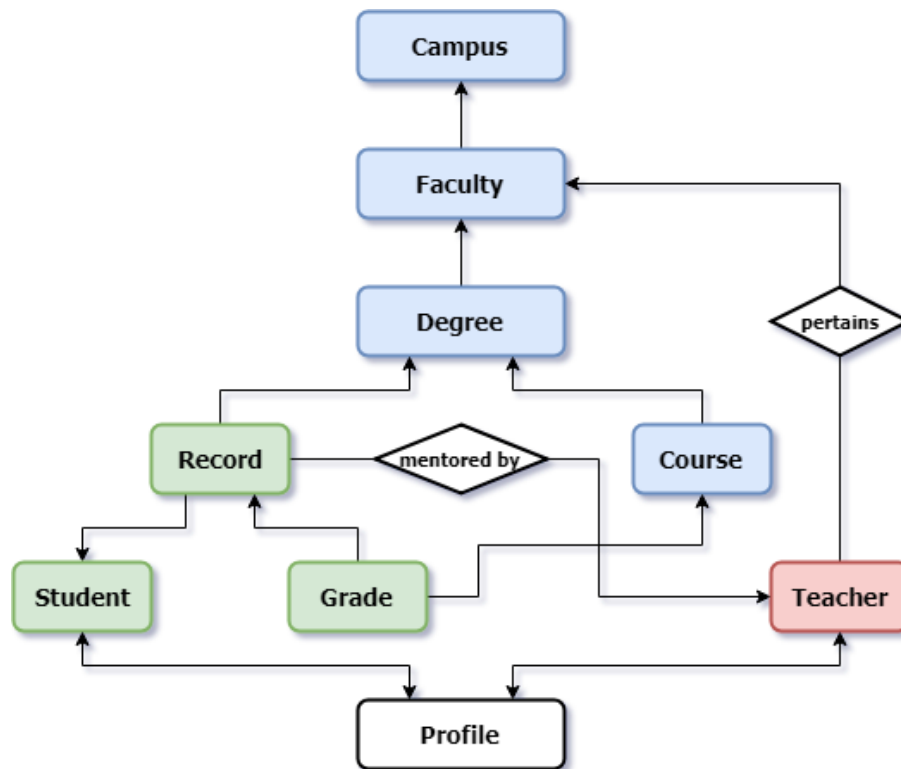 Campus
Faculty
Degree
pertains
Record
mentored by
Course
Student
Grade
Teacher
Profile